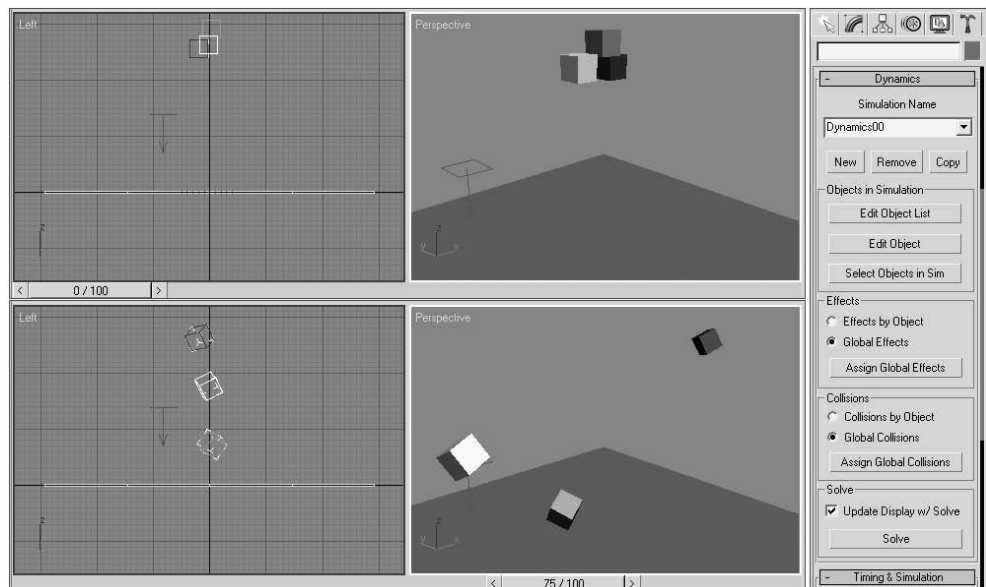 Left
Perspective
z
z
y
x
< 0 / 100 >
Left
Perspective
z
z
y
x
< 75 / 100 >
- Dynamics
Simulation Name
Dynamics00
New Remove Copy
Objects in Simulation
Edit Object List
Edit Object
Select Objects in Sim
Effects
Effects by Object
Global Effects
Assign Global Effects
Collisions
Collisions by Object
Global Collisions
Assign Global Collisions
Solve
Update Display w/ Solve
Solve
- Timing & Simulation